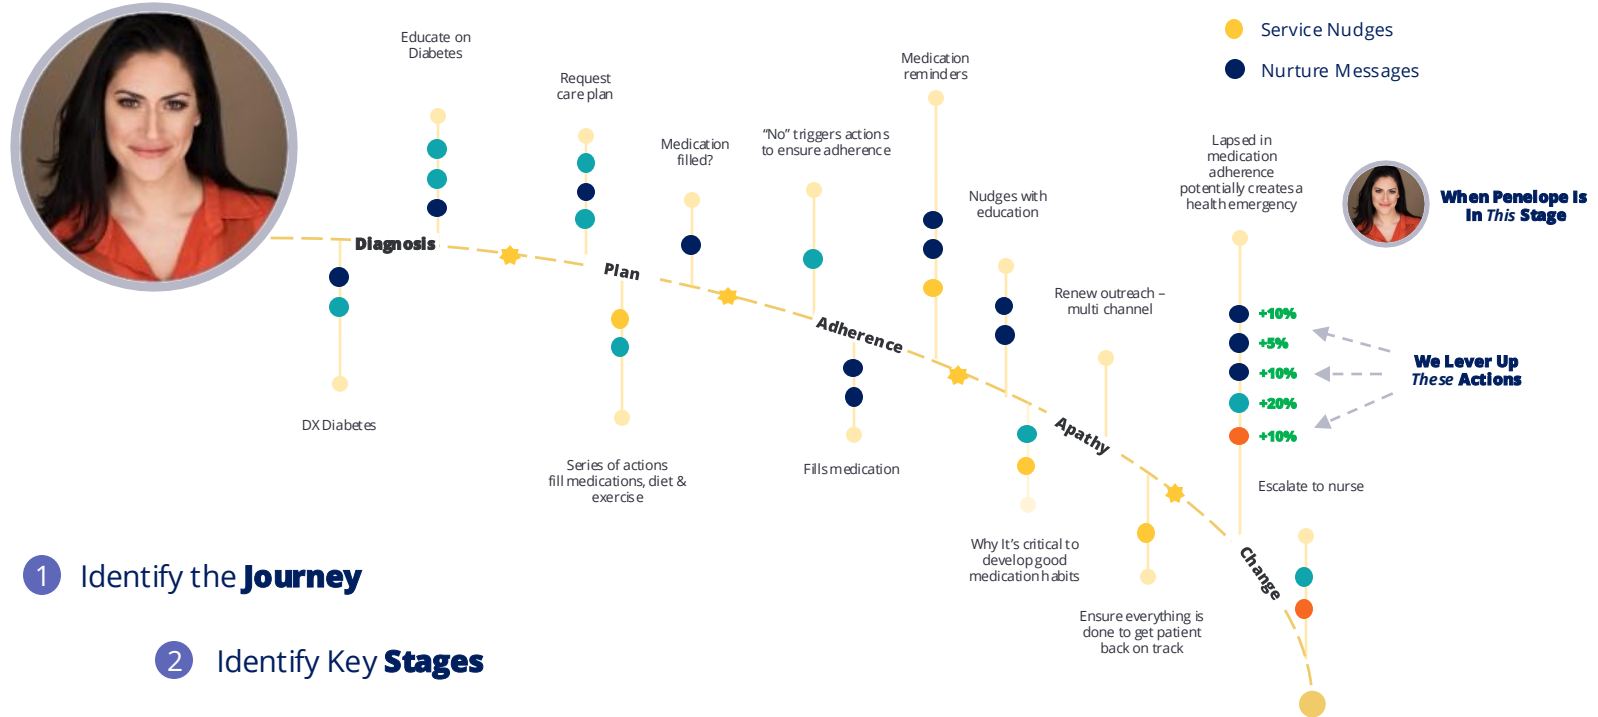 Service Nudges
Nurture Messages
Educate on
Diabetes
Request
care plan
Medication
filled?
“No” triggers actions
to ensure adherence
Medication
reminders
Nudges with
education
Renew outreach –
multi channel
Lapsed in
medication
adherence
potentially creates a
health emergency
When Penelope Is
In This Stage
Diagnosis
Plan
Adherence
Apathy
Change
+10%
+5%
+10%
+20%
+10%
We Lever Up
These Actions
DX Diabetes
Series of actions
fill medications, diet &
exercise
Fills medication
Why It’s critical to
develop good
medication habits
Ensure everything is
done to get patient
back on track
Escalate to nurse
1 Identify the Journey
2 Identify Key Stages